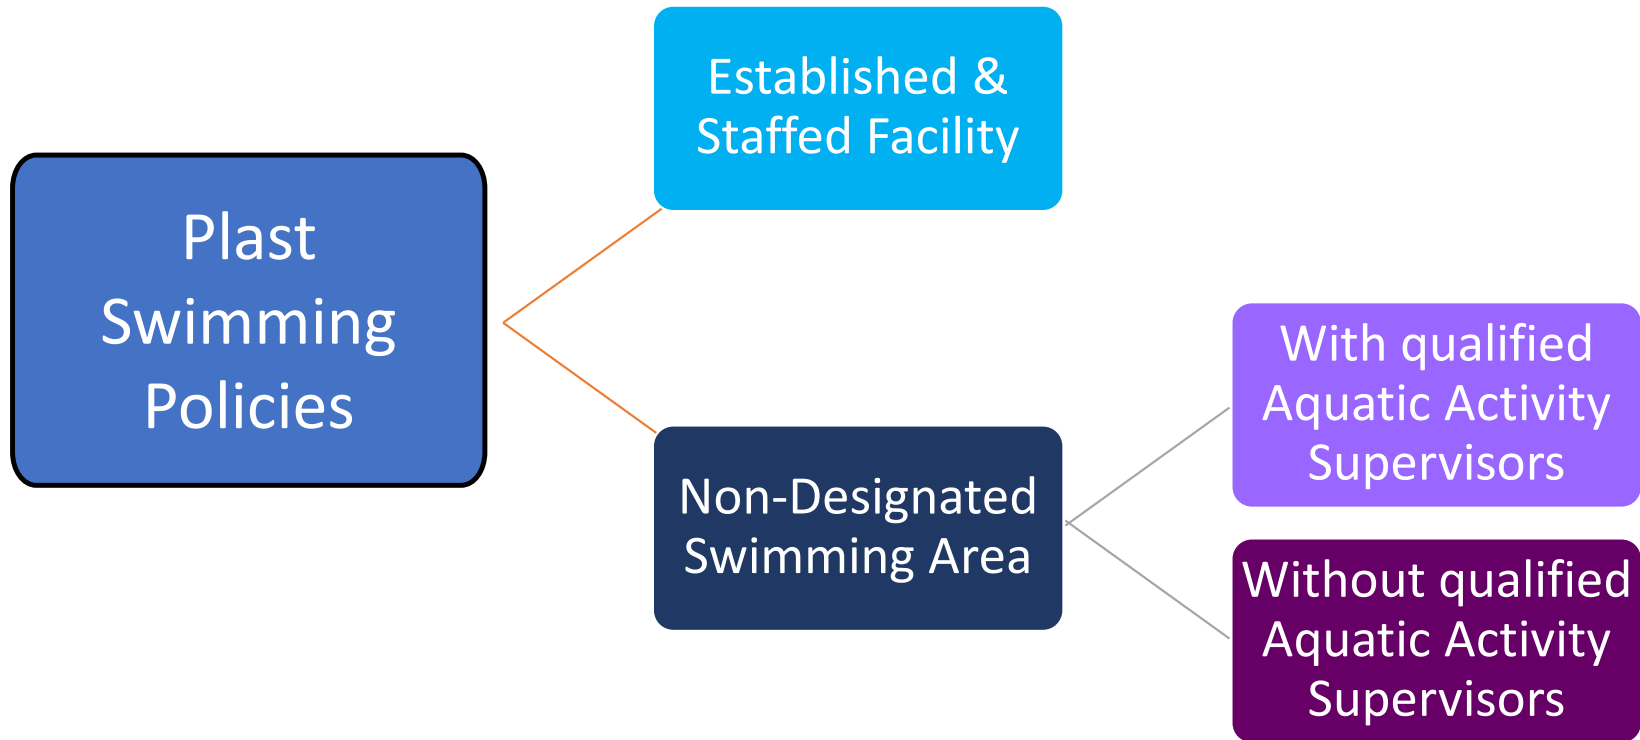 Plast
Swimming
Policies
Established &
Staffed Facility
Non-Designated
Swimming Area
With qualified
Aquatic Activity
Supervisors
Without qualified
Aquatic Activity
Supervisors